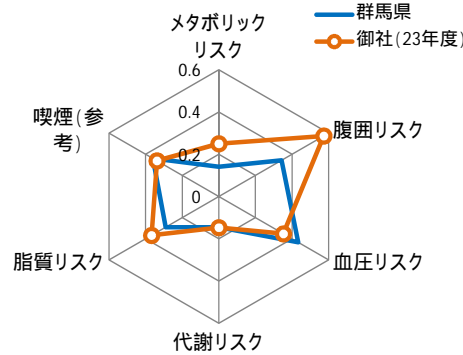 群馬県
御社(23年度)
メタボリック
リスク
0.6
0.4
0.2
0
腹囲リスク
血圧リスク
代謝リスク
脂質リスク
喫煙(参
考)